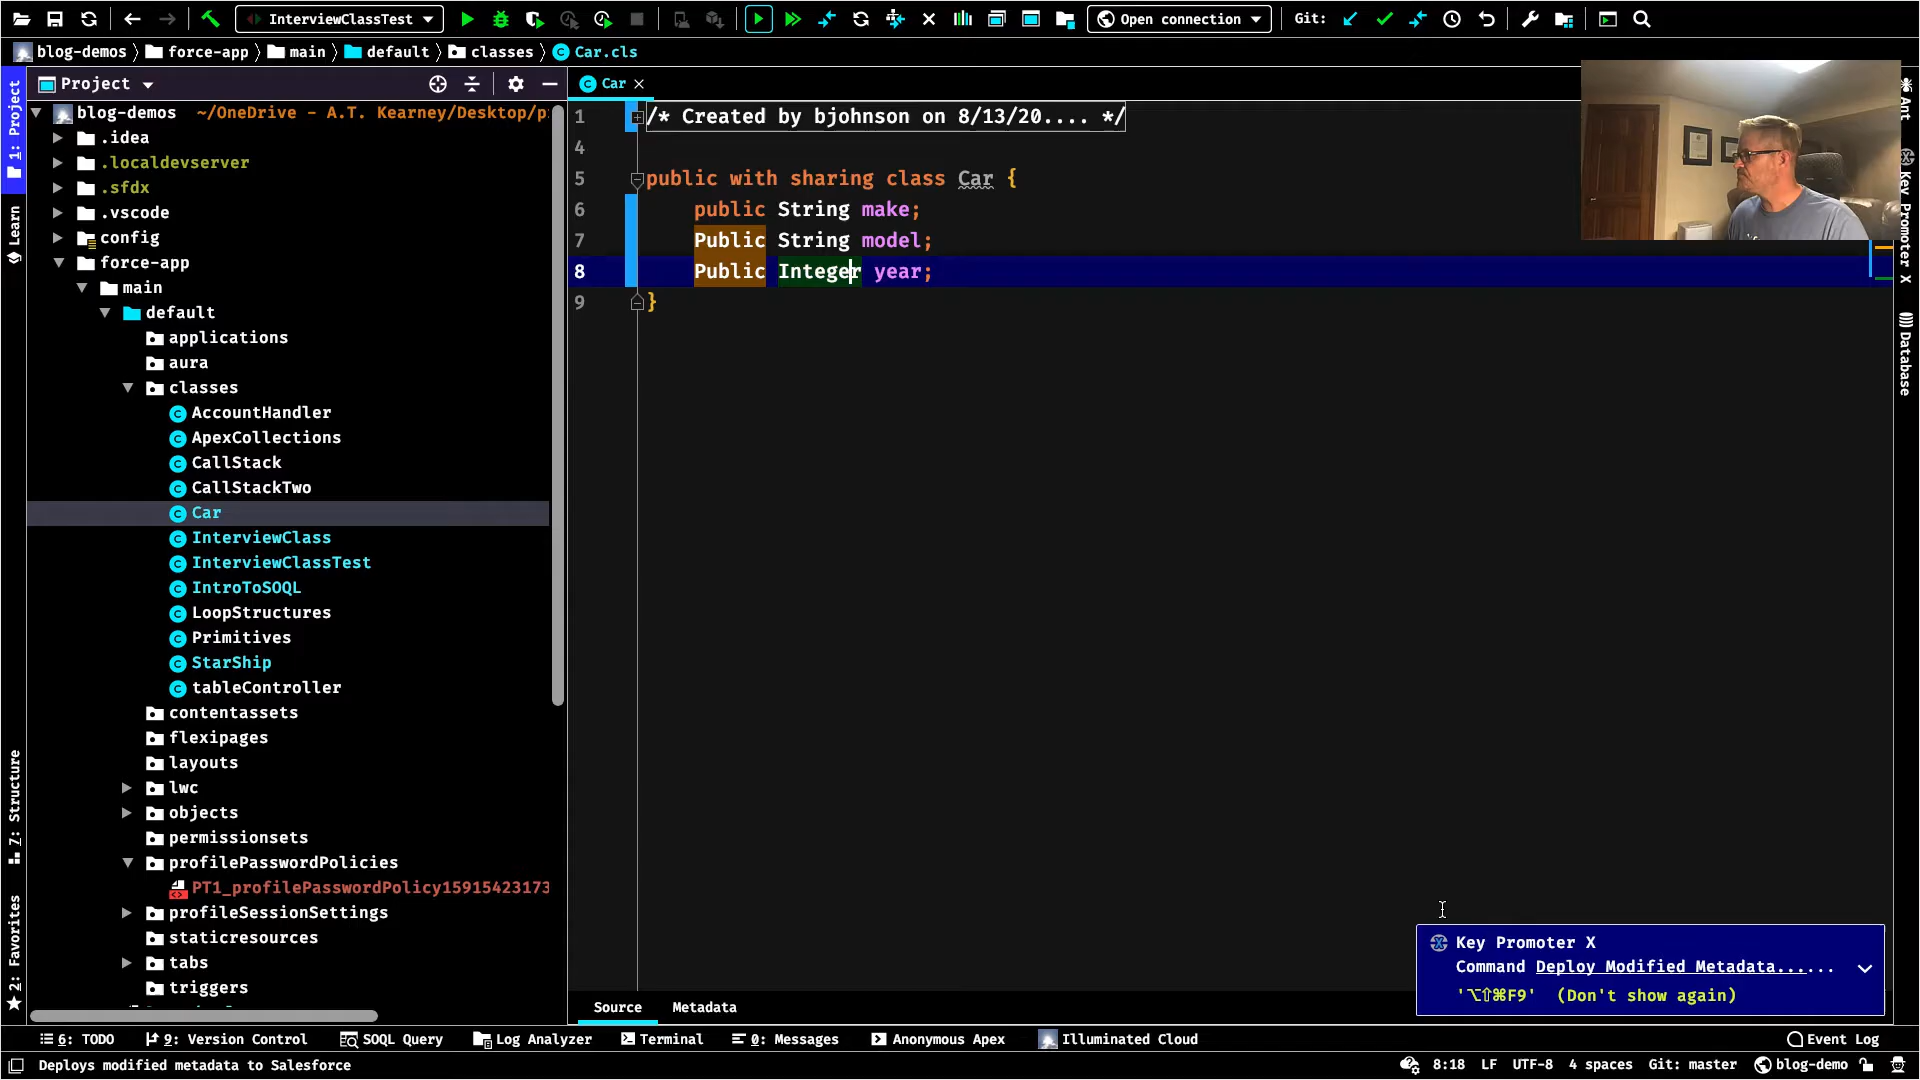 InterviewClassTest
Open connection
Git:
blog-demos force-app main default classes Car.cls
Project
Car
1: Project
Learn
7: Structure
2: Favorites
blog-demos ~/OneDrive - A.T. Kearney/Desktop/p
.idea
.localdevserver
.sfdx
.vscode
config
force-app
main
default
applications
aura
classes
AccountHandler
ApexCollections
CallStack
CallStackTwo
Car
InterviewClass
InterviewClassTest
IntroToSOQL
LoopStructures
Primitives
StarShip
tableController
contentassets
flexipages
layouts
lwc
objects
permissionsets
profilePasswordPolicies
PT1_profilePasswordPolicy15915423173
profileSessionSettings
staticresources
tabs
triggers
1 /* Created by bjohnson on 8/13/20.... */
4
5 public with sharing class Car {
6 public String make;
7 Public String model;
8 Public Integer year;
9 }
Ant
Key Promoter X
Database
Key Promoter X
Command Deploy Modified Metadata......
'⌥⇧⌘F9' (Don't show again)
Source Metadata
6: TODO 9: Version Control SOQL Query Log Analyzer Terminal 0: Messages Anonymous Apex Illuminated Cloud Event Log
Deploys modified metadata to Salesforce 8:18 LF UTF-8 4 spaces Git: master blog-demo